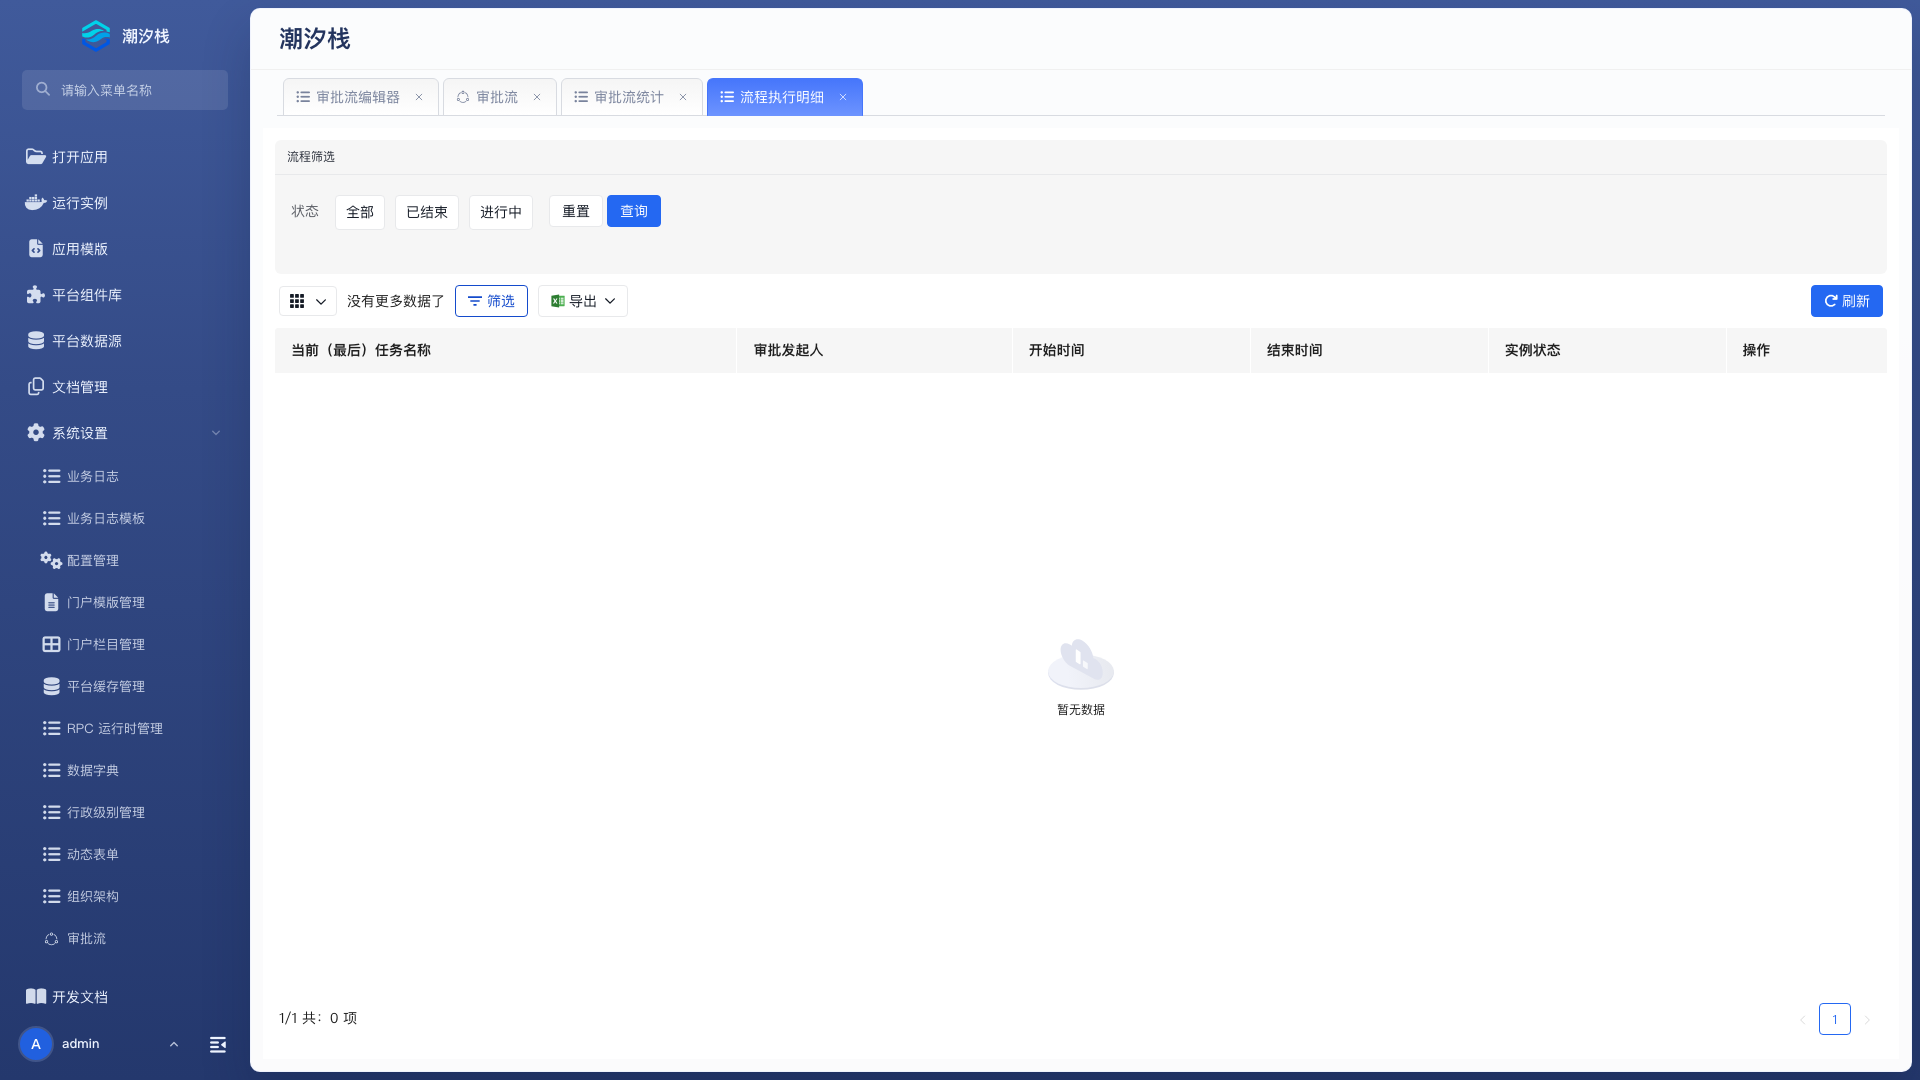 潮汐栈
请输入菜单名称
打开应用
运行实例
应用模版
平台组件库
平台数据源
文档管理
系统设置
业务日志
业务日志模板
配置管理
门户模版管理
门户栏目管理
平台缓存管理
RPC 运行时管理
数据字典
行政级别管理
动态表单
组织架构
审批流
开发文档
A admin
潮汐栈
审批流编辑器 审批流 审批流统计 流程执行明细
流程筛选
状态 全部 已结束 进行中 重置 查询
没有更多数据了 筛选 导出 刷新
当前（最后）任务名称 审批发起人 开始时间 结束时间 实例状态 操作
暂无数据
1/1 共：0 项 1